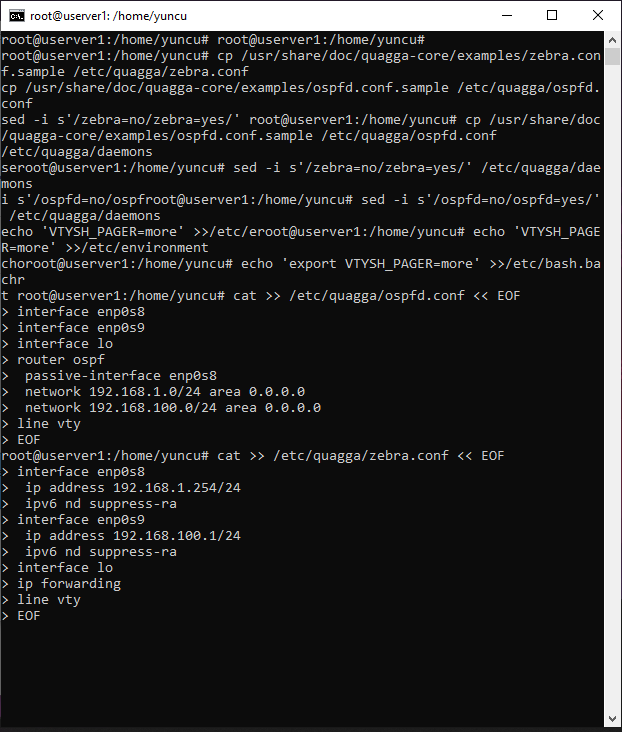 root@userver1: /home/yuncu
root@userver1:/home/yuncu# root@userver1:/home/yuncu#
root@userver1:/home/yuncu# cp /usr/share/doc/quagga-core/examples/zebra.con
f.sample /etc/quagga/zebra.conf
cp /usr/share/doc/quagga-core/examples/ospfd.conf.sample /etc/quagga/ospfd.
conf
sed -i s'/zebra=no/zebra=yes/' root@userver1:/home/yuncu# cp /usr/share/doc
/quagga-core/examples/ospfd.conf.sample /etc/quagga/ospfd.conf
/etc/quagga/daemons
seroot@userver1:/home/yuncu# sed -i s'/zebra=no/zebra=yes/' /etc/quagga/dae
mons
i s'/ospfd=no/ospfroot@userver1:/home/yuncu# sed -i s'/ospfd=no/ospfd=yes/'
 /etc/quagga/daemons
echo 'VTYSH_PAGER=more' >>/etc/eroot@userver1:/home/yuncu# echo 'VTYSH_PAGE
R=more' >>/etc/environment
choroot@userver1:/home/yuncu# echo 'export VTYSH_PAGER=more' >>/etc/bash.ba
chr
t root@userver1:/home/yuncu# cat >> /etc/quagga/ospfd.conf << EOF
> interface enp0s8
> interface enp0s9
> interface lo
> router ospf
>  passive-interface enp0s8
>  network 192.168.1.0/24 area 0.0.0.0
>  network 192.168.100.0/24 area 0.0.0.0
> line vty
> EOF
root@userver1:/home/yuncu# cat >> /etc/quagga/zebra.conf << EOF
> interface enp0s8
>  ip address 192.168.1.254/24
>  ipv6 nd suppress-ra
> interface enp0s9
>  ip address 192.168.100.1/24
>  ipv6 nd suppress-ra
> interface lo
> ip forwarding
> line vty
> EOF